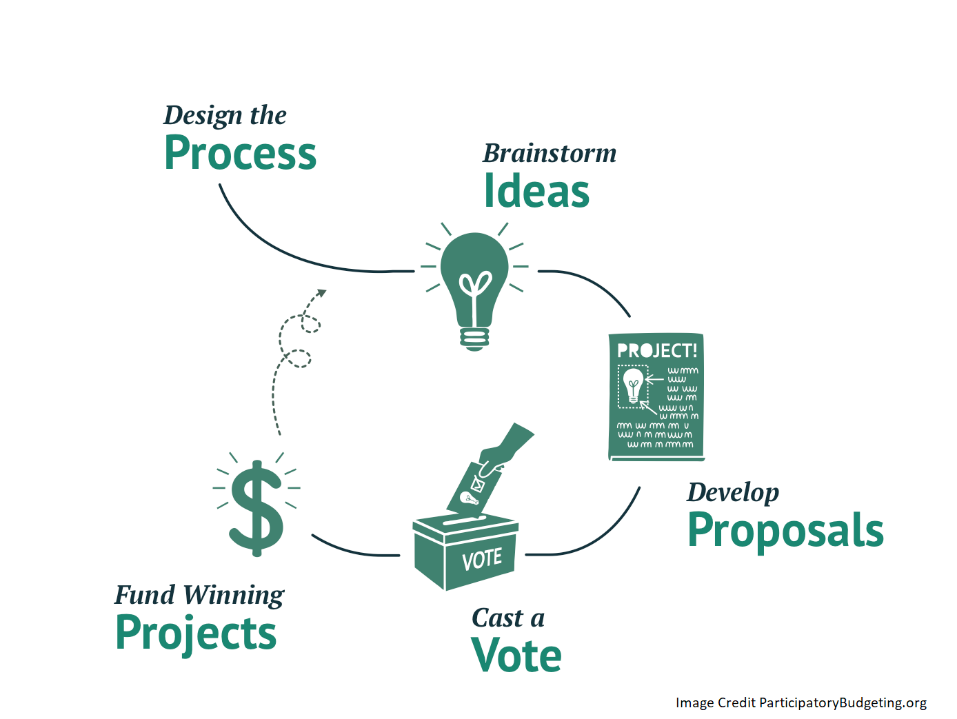 Design the
Process
Brainstorm
Ideas
PROJECT!
Develop
Proposals
VOTE
Cast a
Vote
Fund Winning
Projects
Image Credit ParticipatoryBudgeting.org